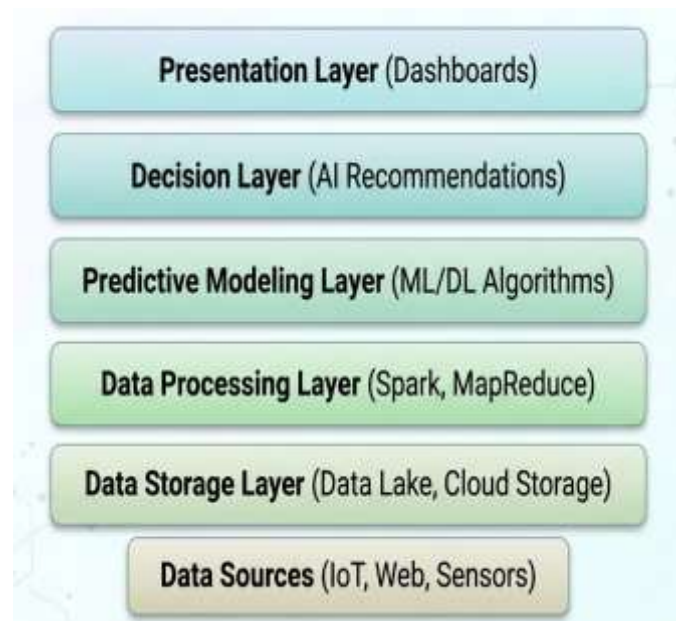 Presentation Layer (Dashboards)
Decision Layer (AI Recommendations)
Predictive Modeling Layer (ML/DL Algorithms)
Data Processing Layer (Spark, MapReduce)
Data Storage Layer (Data Lake, Cloud Storage)
Data Sources (IoT, Web, Sensors)